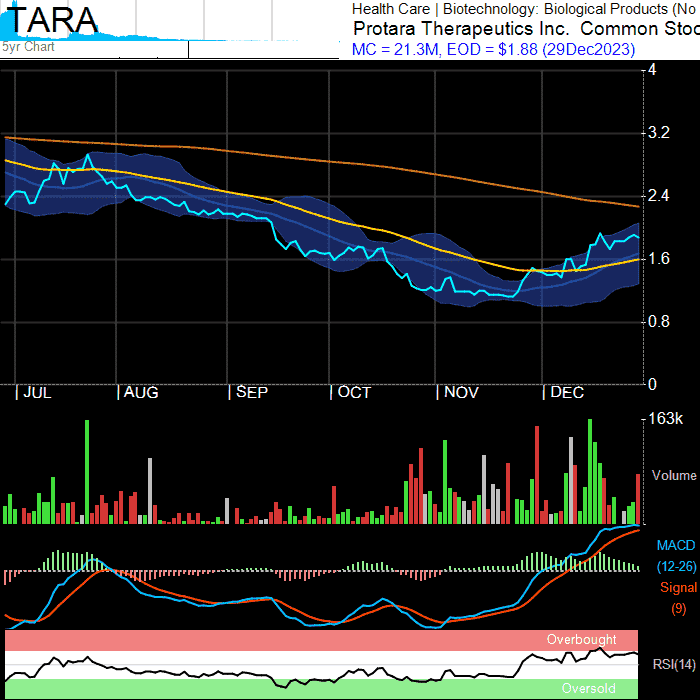 TARA
5yr Chart
Health Care | Biotechnology: Biological Products (No
Protara Therapeutics Inc. Common Stoc
MC = 21.3M, EOD = $1.88 (29Dec2023)
4
3.2
2.4
1.6
0.8
0
JUL AUG SEP OCT NOV DEC
163k
Volume
MACD
(12-26)
Signal
(9)
Overbought
RSI(14)
Oversold